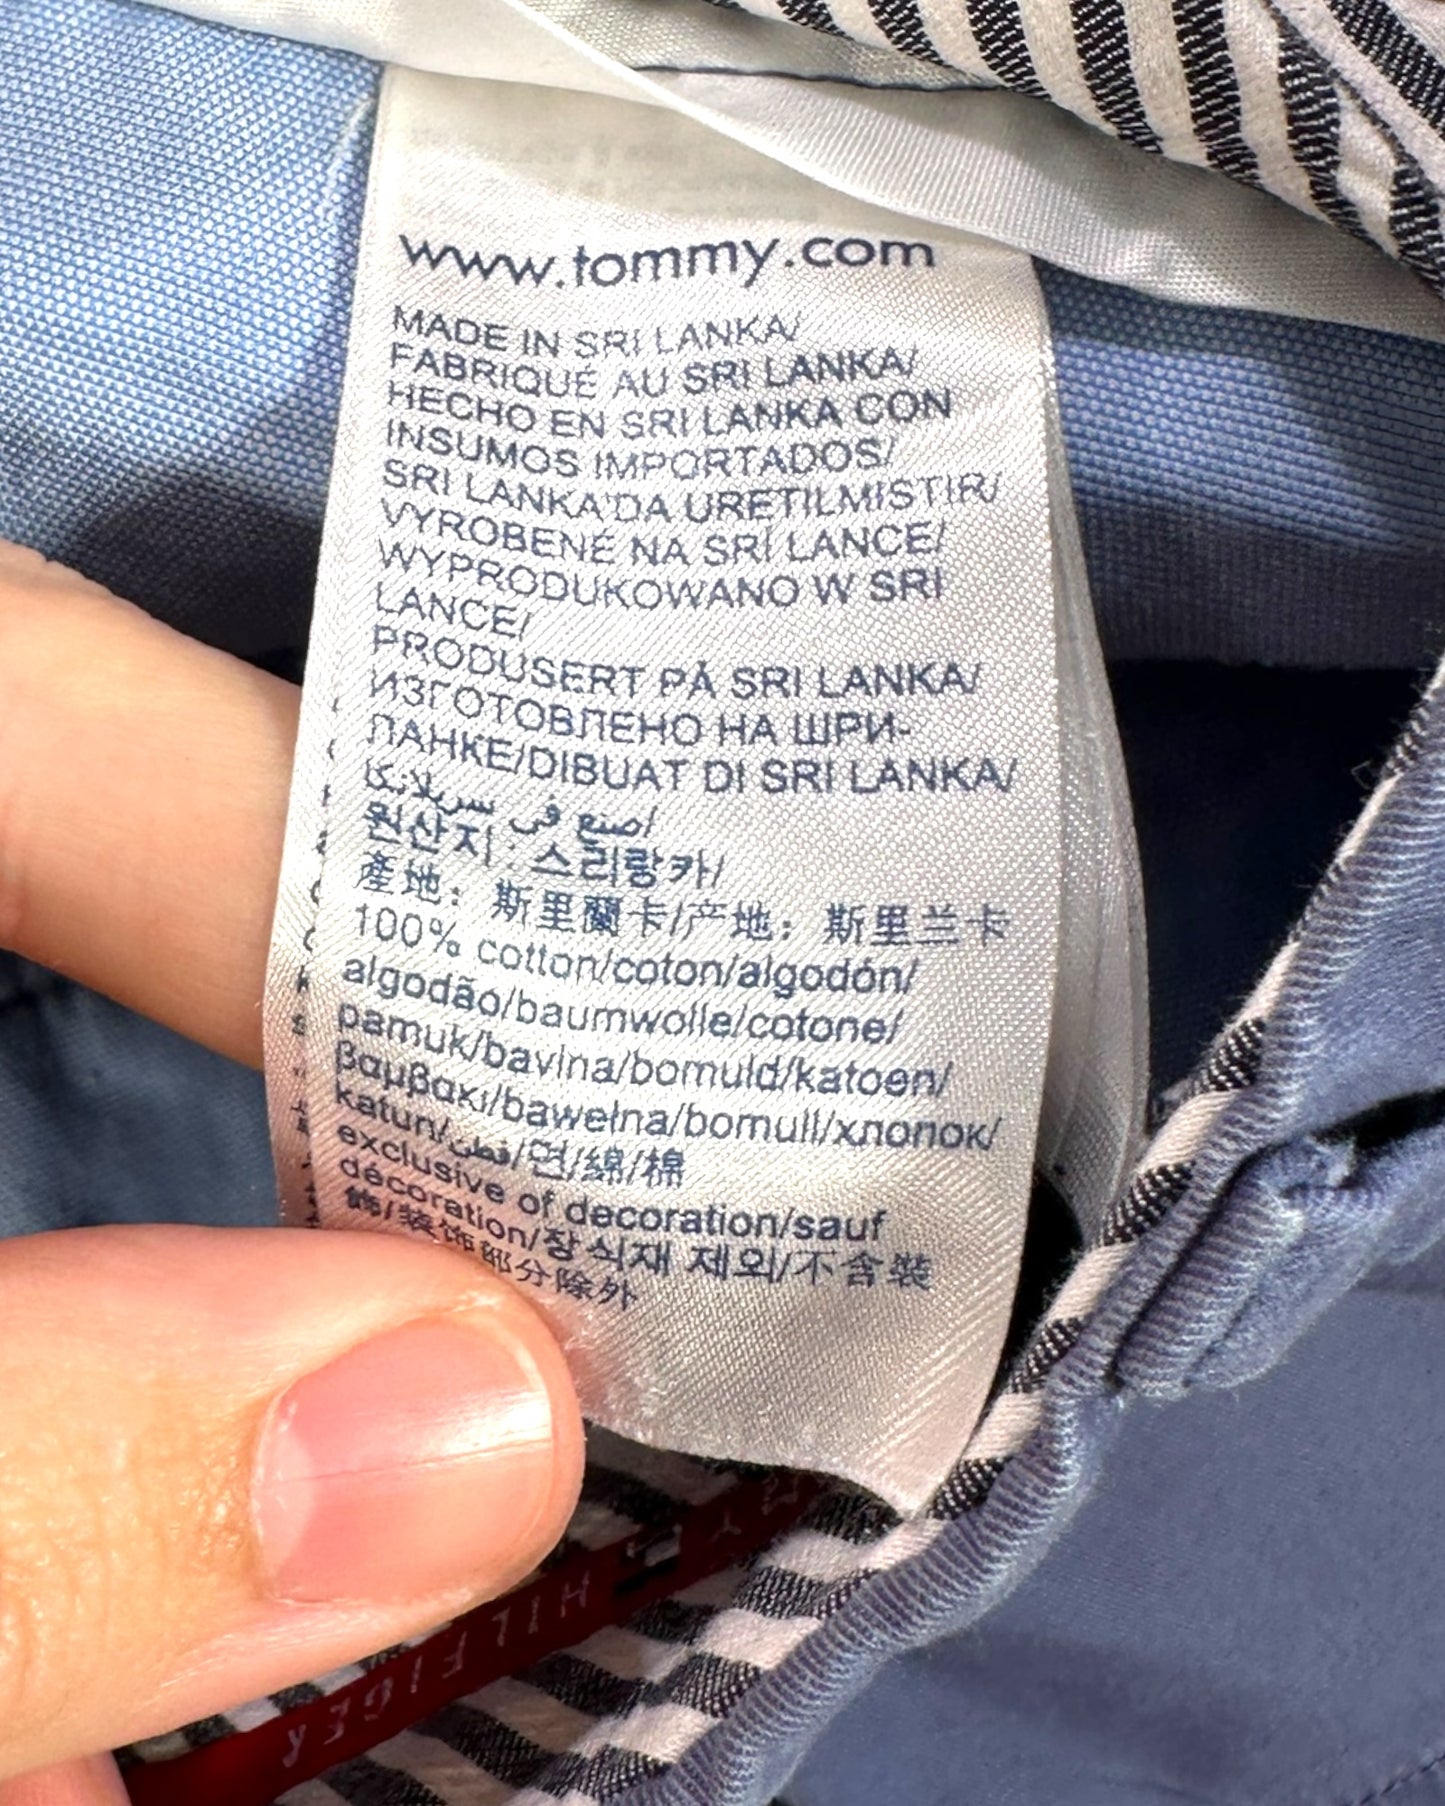 www.tommy.com
MADE IN SRI LANKA/
FABRIQUÉ AU SRI LANKA/
HECHO EN SRI LANKA CON
INSUMOS IMPORTADOS/
SRI LANKA'DA URETILMISTIR/
VYROBENÉ NA SRÍ LANCE/
WYPRODUKOWANO W SRI
LANCE/
PRODUSERT PÅ SRI LANKA/
ИЗГОТОВЛЕНО НА ШРИ-
ЛАНКЕ/DIBUAT DI SRI LANKA/
صنع في سريلانكا/
원산지 : 스리랑카/
產地：斯里蘭卡/产地：斯里兰卡
100% cotton/coton/algodón/
algodão/baumwolle/cotone/
pamuk/bavlna/bomuld/katoen/
βαμβακι/bawełna/bomull/хлопок/
katun/قطن/면/綿/棉
exclusive of decoration/sauf
décoration/장식재 제외/不含裝
飾/装饰部分除外
HILFIGER